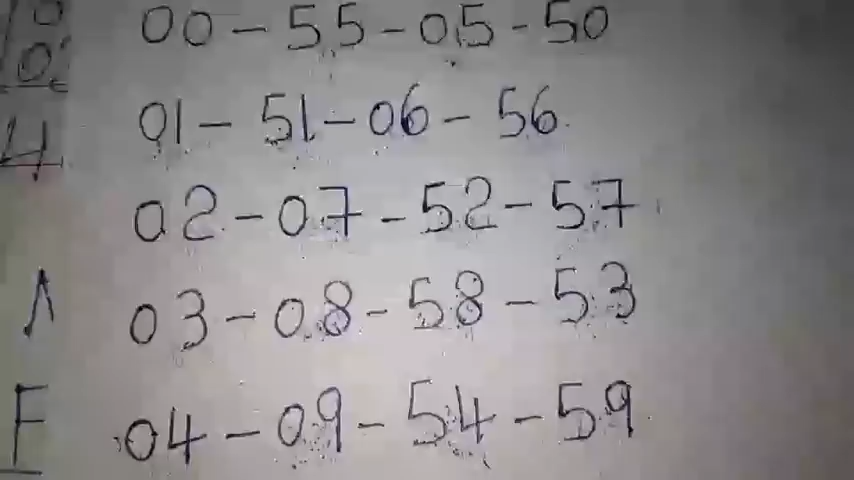 00 - 55 - 05 - 50
01 - 51 - 06 - 56
02 - 07 - 52 - 57
03 - 08 - 58 - 53
04 - 09 - 54 - 59